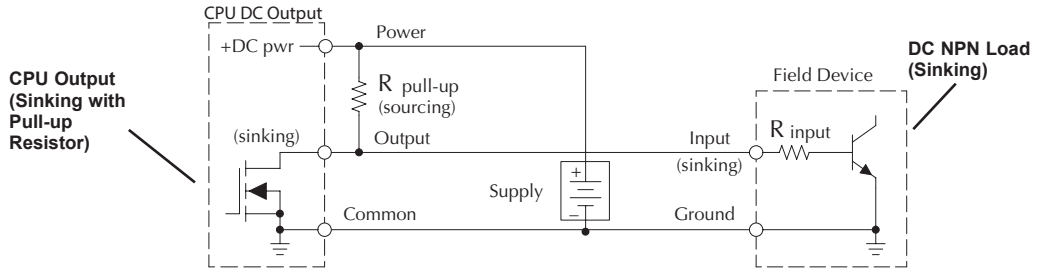 CPU DC Output
+DC pwr
Power
DC NPN Load
(Sinking)
CPU Output
(Sinking with
Pull-up
Resistor)
R pull-up
(sourcing)
Field Device
(sinking)
Output
Input
(sinking)
R input
Supply
+
–
Common
Ground